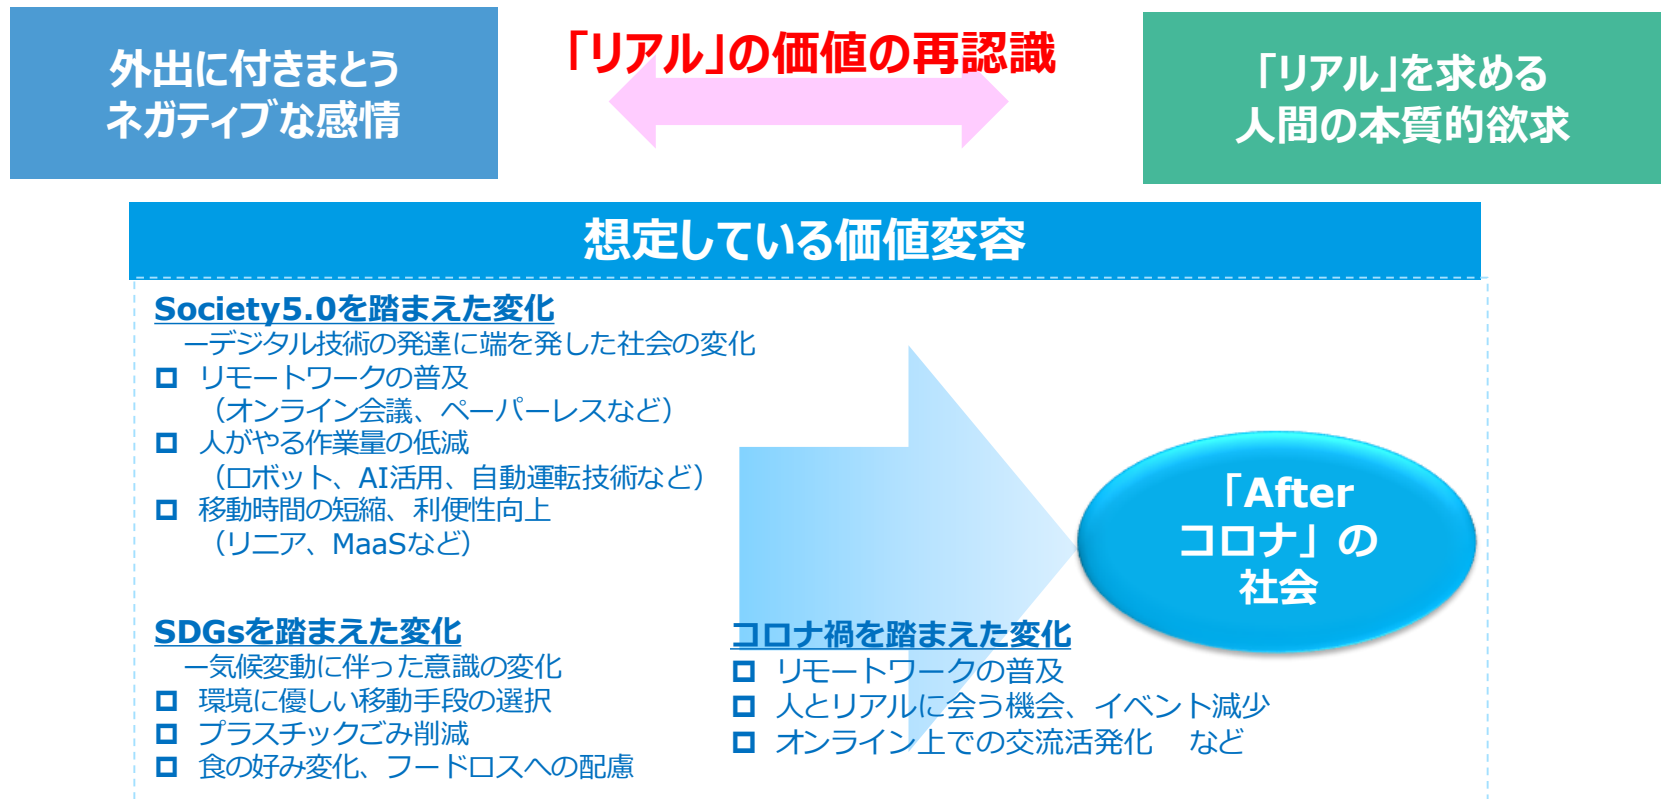 外出に付きまとう
ネガティブな感情
「リアル」の価値の再認識
「リアル」を求める
人間の本質的欲求
想定している価値変容
Society5.0を踏まえた変化
ーデジタル技術の発達に端を発した社会の変化
リモートワークの普及
（オンライン会議、ペーパーレスなど）
人がやる作業量の低減
（ロボット、AI活用、自動運転技術など）
移動時間の短縮、利便性向上
（リニア、MaaSなど）
SDGsを踏まえた変化
ー気候変動に伴った意識の変化
環境に優しい移動手段の選択
プラスチックごみ削減
食の好み変化、フードロスへの配慮
コロナ禍を踏まえた変化
リモートワークの普及
人とリアルに会う機会、イベント減少
オンライン上での交流活発化　など
「After
コロナ」の
社会